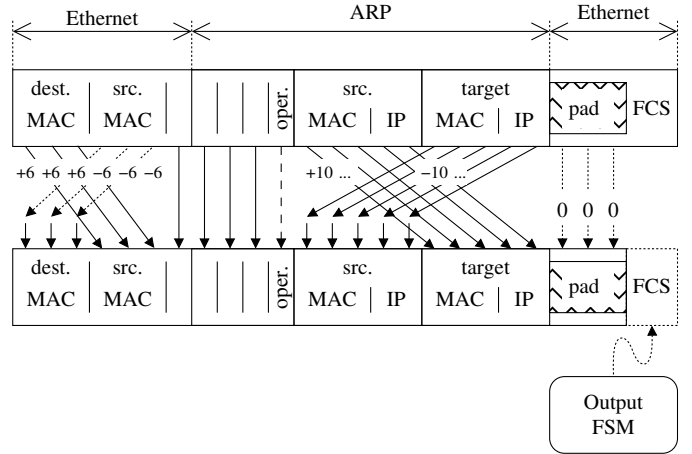 Ethernet ARP Ethernet
dest. src. oper. src. target pad FCS
MAC MAC MAC IP MAC IP
+6 +6 +6 −6 −6 −6 +10 ... −10 ...
0 0 0
dest. src. oper. src. target pad FCS
MAC MAC MAC IP MAC IP
Output
FSM